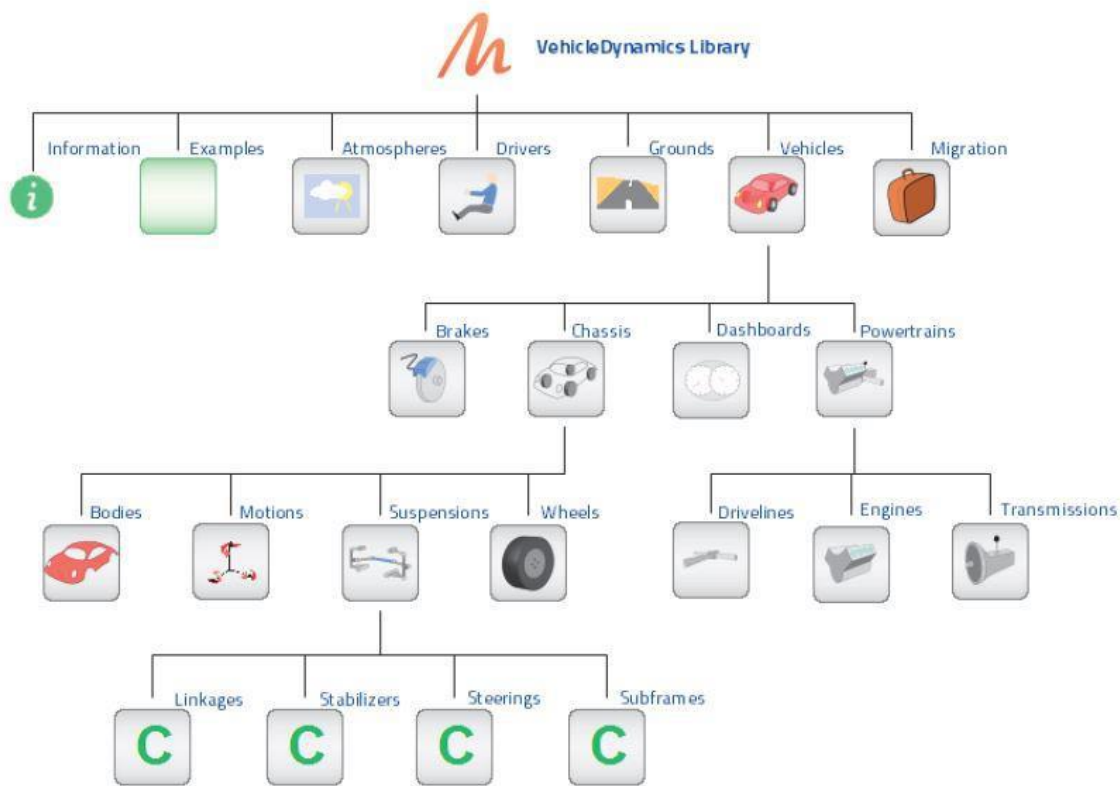 VehicleDynamics Library
Information Examples Atmospheres Drivers Grounds Vehicles Migration
i
Brakes Chassis Dashboards Powertrains
Bodies Motions Suspensions Wheels Drivelines Engines Transmissions
Linkages Stabilizers Steerings Subframes
C C C C